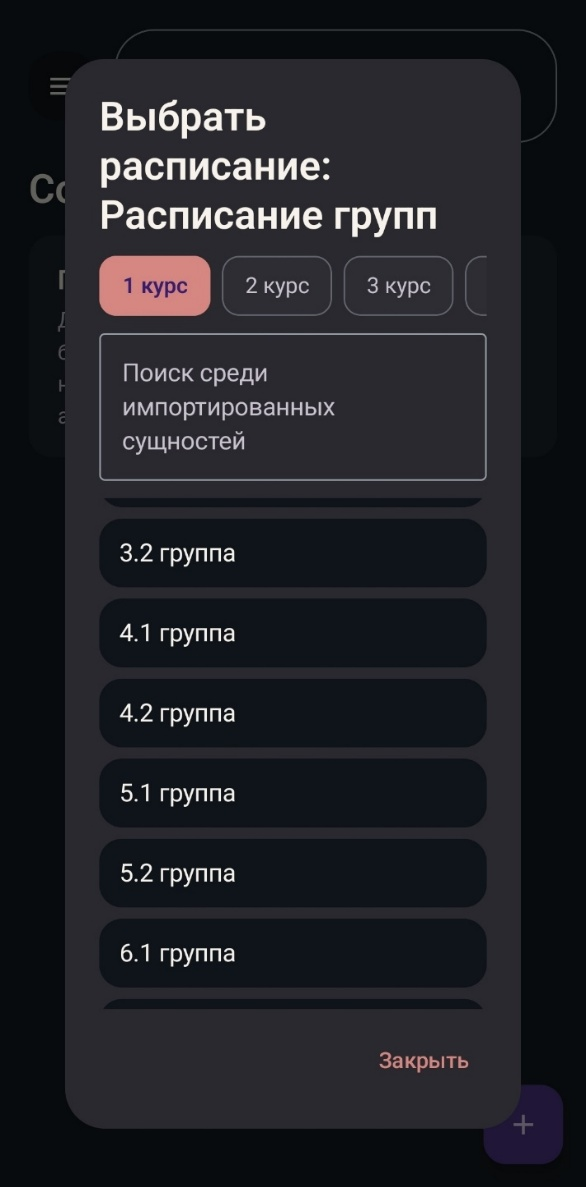 Выбрать
расписание:
Расписание групп
1 курс 2 курс 3 курс
Поиск среди
импортированных
сущностей
3.2 группа
4.1 группа
4.2 группа
5.1 группа
5.2 группа
6.1 группа
Закрыть
+